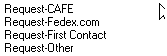 Request-CAFE
Request-Fedex.com
Request-First Contact
Request-Other